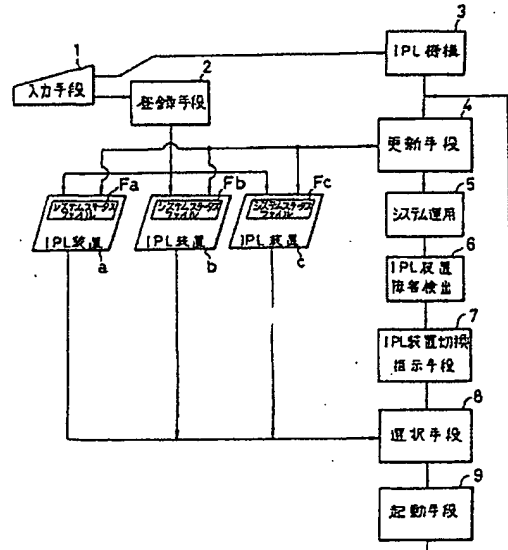 1
入力手段
2
登録手段
3
IPL機構
4
更新手段
5
システム運用
6
IPL装置
障害検出
7
IPL装置切換
指示手段
8
選択手段
9
起動手段
Fa
システムステータス
ファイル
IPL装置
a
Fb
システムステータス
ファイル
IPL装置
b
Fc
システムステータス
ファイル
IPL装置
c